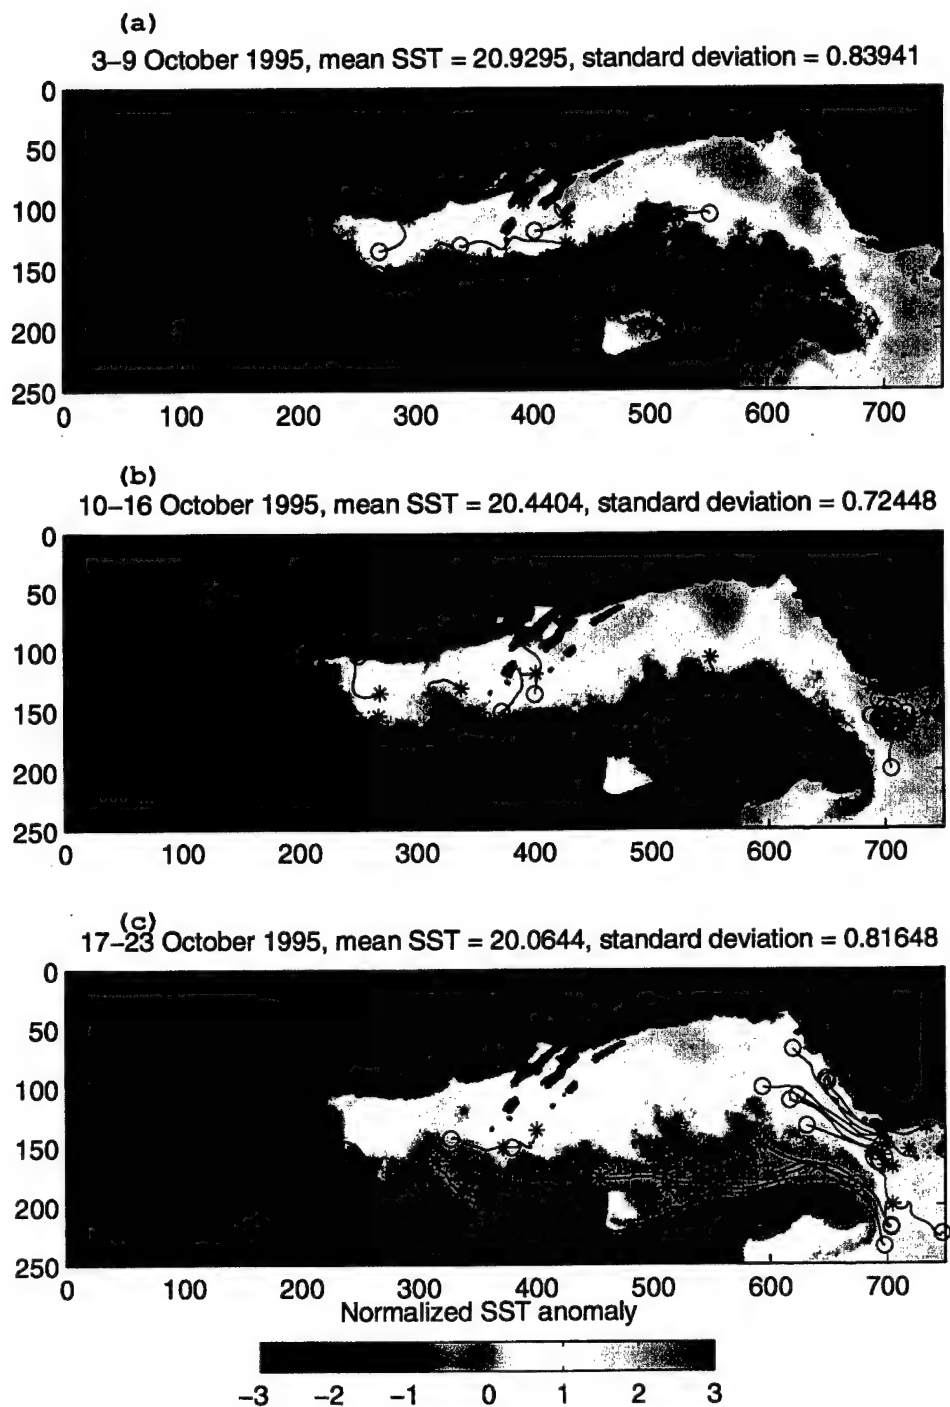 (a)
3–9 October 1995, mean SST = 20.9295, standard deviation = 0.83941
0
50
100
150
200
250
0 100 200 300 400 500 600 700
(b)
10–16 October 1995, mean SST = 20.4404, standard deviation = 0.72448
0
50
100
150
200
250
0 100 200 300 400 500 600 700
(c)
17–23 October 1995, mean SST = 20.0644, standard deviation = 0.81648
0
50
100
150
200
250
0 100 200 300 400 500 600 700
Normalized SST anomaly
−3 −2 −1 0 1 2 3